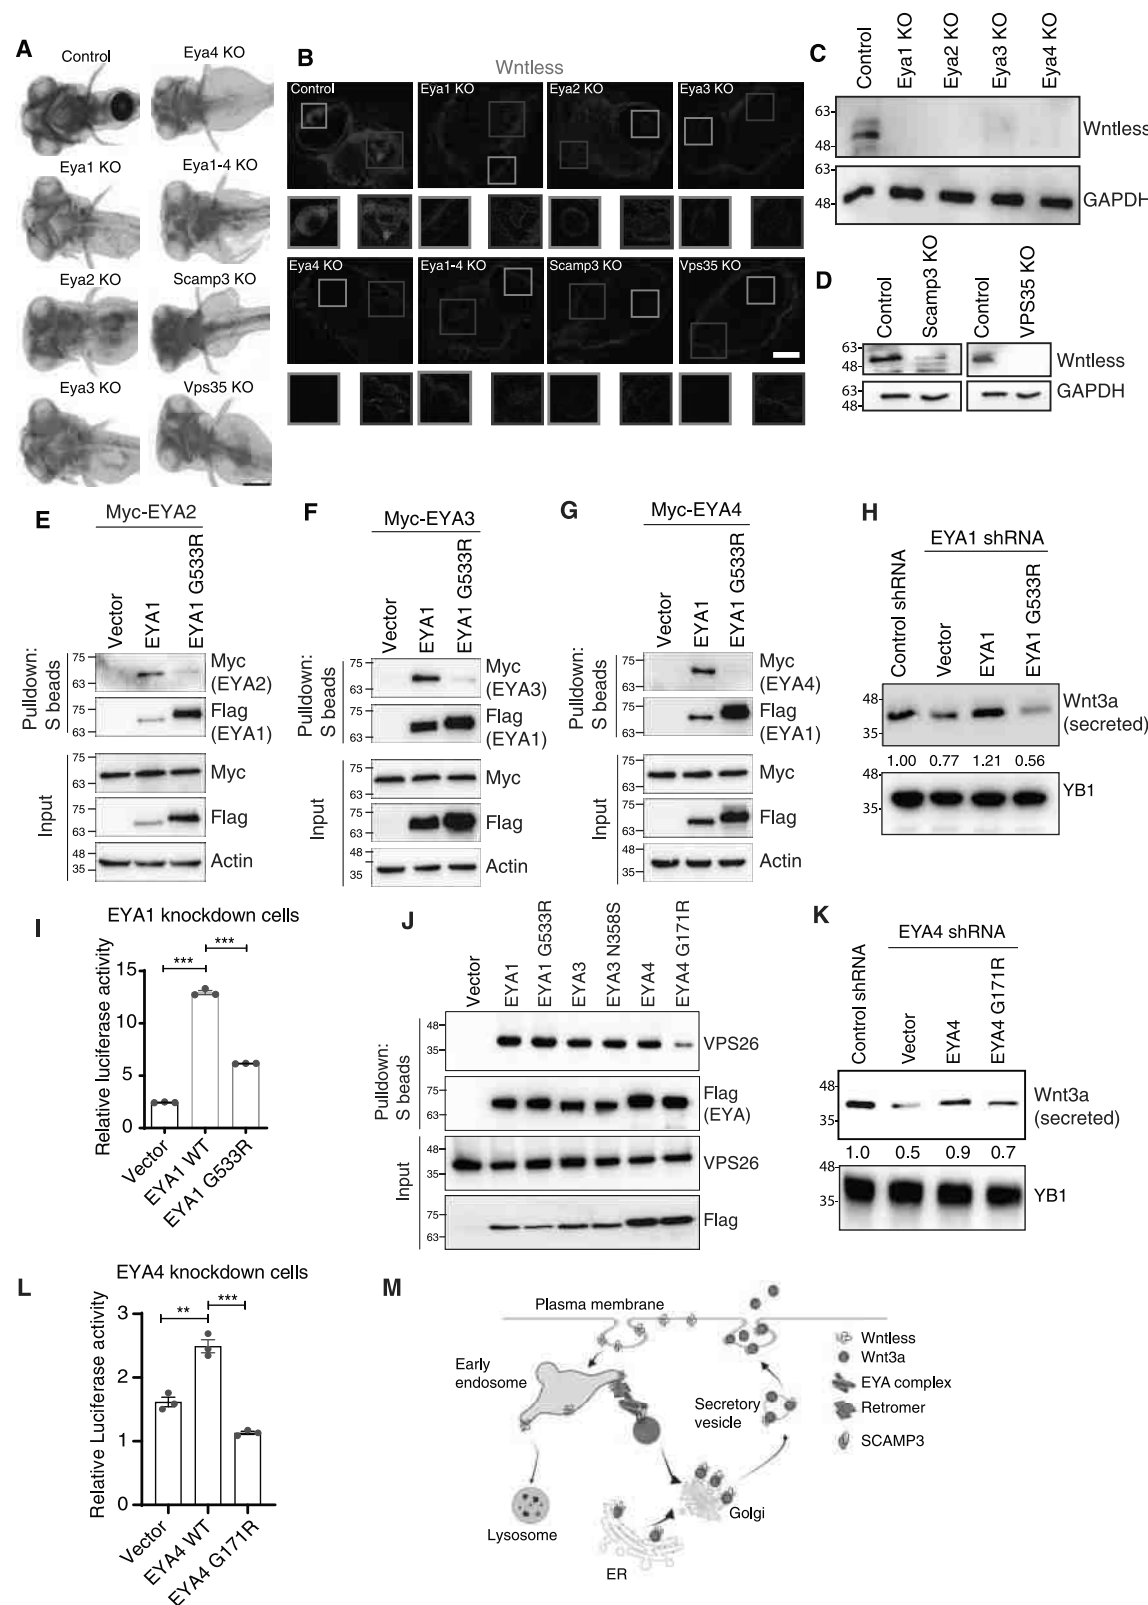 A
Control
Eya4 KO
Eya1 KO
Eya1-4 KO
Eya2 KO
Scamp3 KO
Eya3 KO
Vps35 KO
B
Wntless
Control
Eya1 KO
Eya2 KO
Eya3 KO
Eya4 KO
Eya1-4 KO
Scamp3 KO
Vps35 KO
C
Control
Eya1 KO
Eya2 KO
Eya3 KO
Eya4 KO
63
48
Wntless
63
48
GAPDH
D
Control
Scamp3 KO
Control
VPS35 KO
63
48
Wntless
63
48
GAPDH
E
Myc-EYA2
Vector
EYA1
EYA1 G533R
Pulldown:
S beads
75
63
Myc
(EYA2)
75
63
Flag
(EYA1)
Input
75
63
Myc
75
63
Flag
48
35
Actin
F
Myc-EYA3
Vector
EYA1
EYA1 G533R
Pulldown:
S beads
75
63
Myc
(EYA3)
75
63
Flag
(EYA1)
Input
75
63
Myc
75
63
Flag
48
35
Actin
G
Myc-EYA4
Vector
EYA1
EYA1 G533R
Pulldown:
S beads
75
63
Myc
(EYA4)
75
63
Flag
(EYA1)
Input
75
63
Myc
75
63
Flag
48
35
Actin
H
EYA1 shRNA
Control shRNA
Vector
EYA1
EYA1 G533R
48
35
Wnt3a
(secreted)
1.00 0.77 1.21 0.56
48
35
YB1
I
EYA1 knockdown cells
Relative luciferase activity
15
10
5
0
***
***
Vector
EYA1 WT
EYA1 G533R
J
Vector
EYA1
EYA1 G533R
EYA3
EYA3 N358S
EYA4
EYA4 G171R
Pulldown:
S beads
48
35
VPS26
75
63
Flag
(EYA)
Input
48
35
VPS26
75
63
Flag
K
EYA4 shRNA
Control shRNA
Vector
EYA4
EYA4 G171R
48
35
Wnt3a
(secreted)
1.0 0.5 0.9 0.7
48
35
YB1
L
EYA4 knockdown cells
Relative Luciferase activity
3
2
1
0
**
***
Vector
EYA4 WT
EYA4 G171R
M
Plasma membrane
Early
endosome
Lysosome
ER
Golgi
Secretory
vesicle
Wntless
Wnt3a
EYA complex
Retromer
SCAMP3